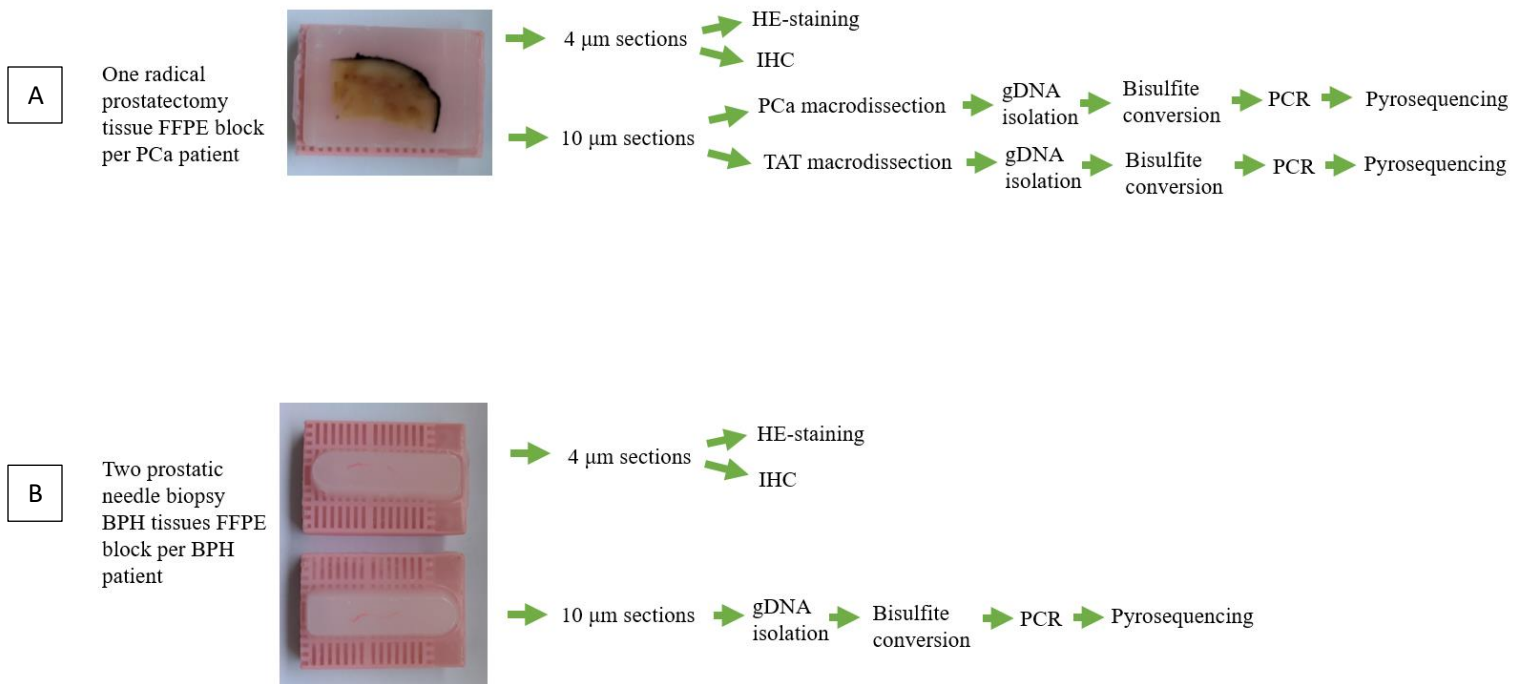 A
One radical
prostatectomy
tissue FFPE block
per PCa patient
4 μm sections
HE-staining
IHC
10 μm sections
PCa macrodissection
gDNA
isolation
Bisulfite
conversion
PCR
Pyrosequencing
TAT macrodissection
gDNA
isolation
Bisulfite
conversion
PCR
Pyrosequencing
B
Two prostatic
needle biopsy
BPH tissues FFPE
block per BPH
patient
4 μm sections
HE-staining
IHC
10 μm sections
gDNA
isolation
Bisulfite
conversion
PCR
Pyrosequencing